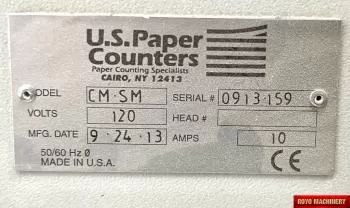 U.S. Paper
Counters
Paper Counting Specialists
CAIRO, NY 12413
MODEL CM-SM SERIAL # 0913159
VOLTS 120 HEAD #
MFG. DATE 9-24-13 AMPS 10
50/60 Hz Ø
MADE IN U.S.A. CE
ROYO MACHINERY